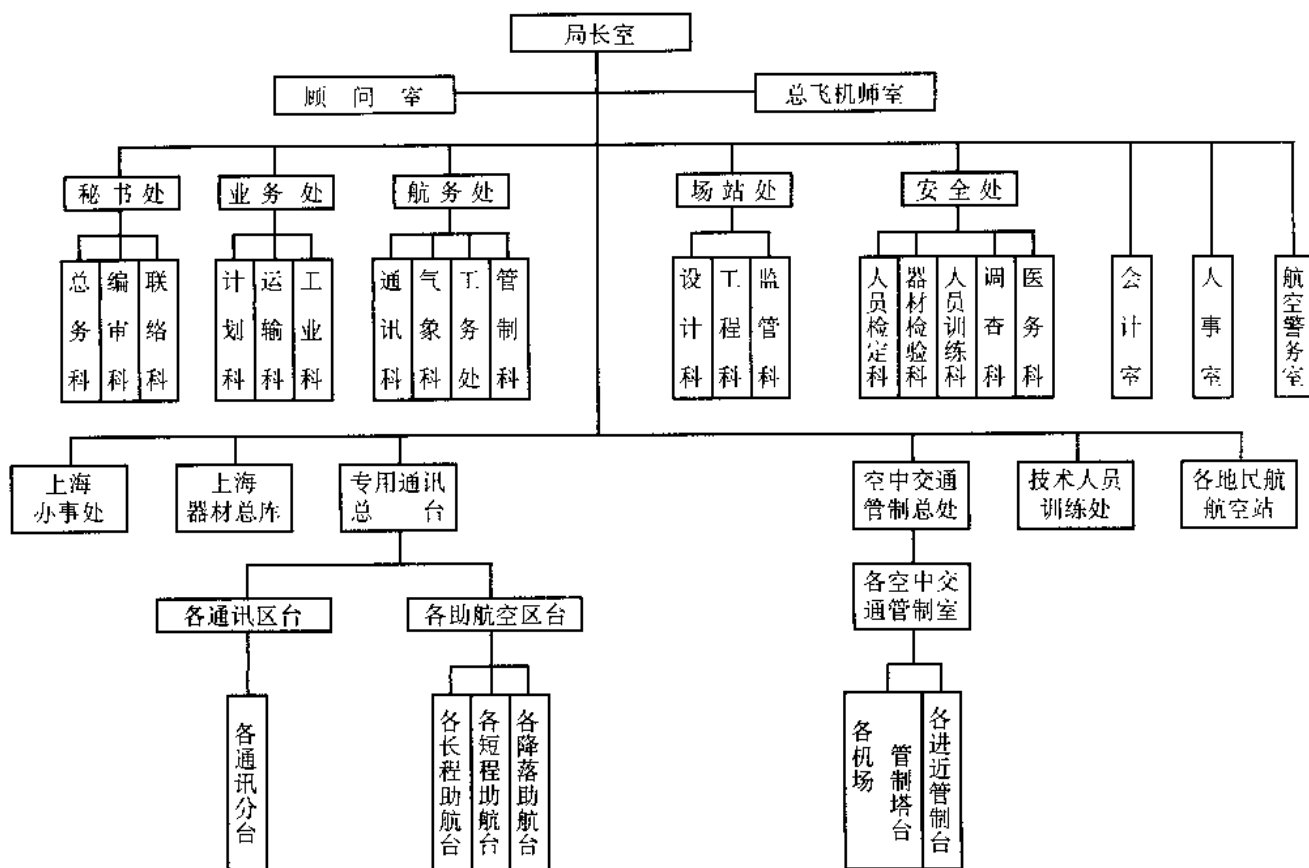 局长室
顾问室
总飞机师室
秘书处
业务处
航务处
场站处
安全处
总务科
编审科
联络科
计划科
运输科
工业科
通讯科
气象科
工务处
管制科
设计科
工程科
监管科
人员检定科
器材检验科
人员训练科
调查科
医务科
会计室
人事室
航空警务室
上海
办事处
上海
器材总库
专用通讯
总台
空中交通
管制总处
技术人员
训练处
各地民航
航空站
各通讯区台
各助航空区台
各空中交
通管制室
各通讯分台
各长程助航台
各短程助航台
各降落助航台
各机场
管制塔台
各进近管制台